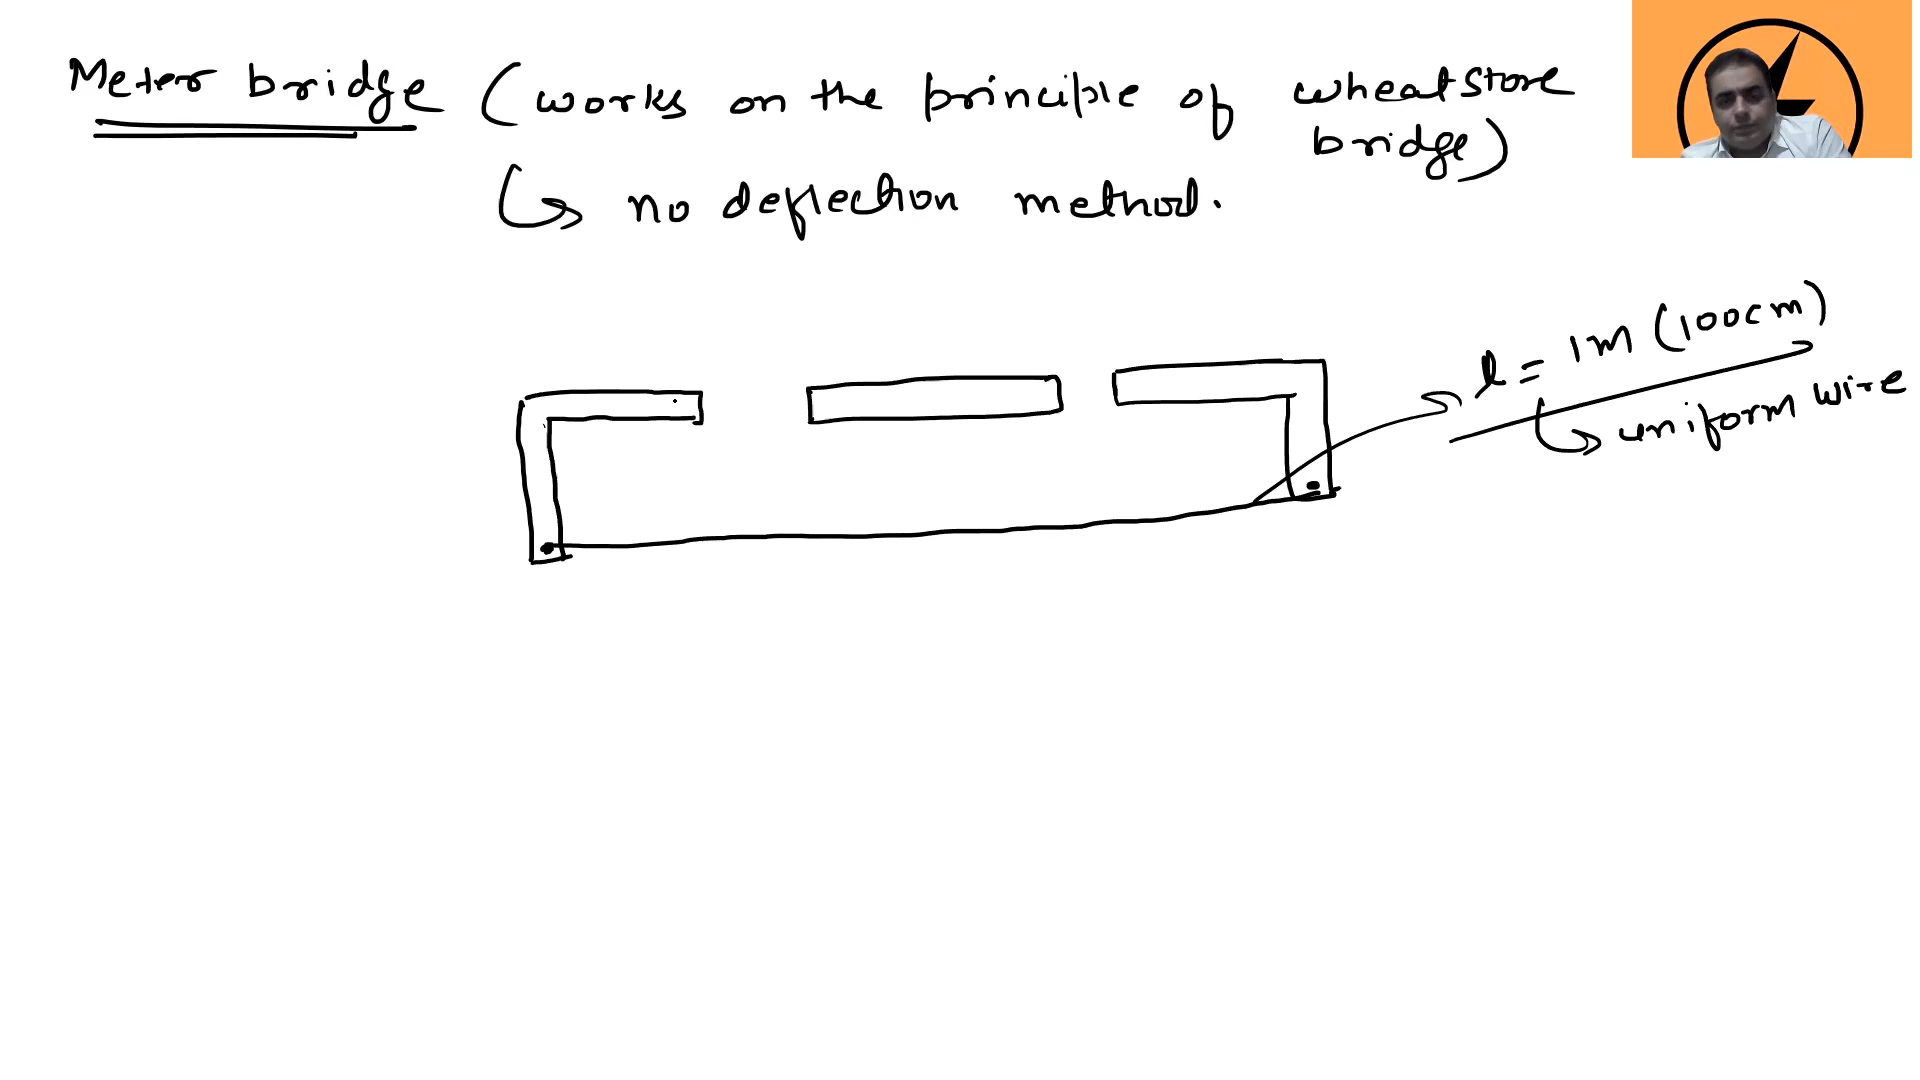 Meter bridge (works on the principle of wheatstone
bridge)
↳ no deflection method.
l = 1m (100cm)
↳ uniform wire